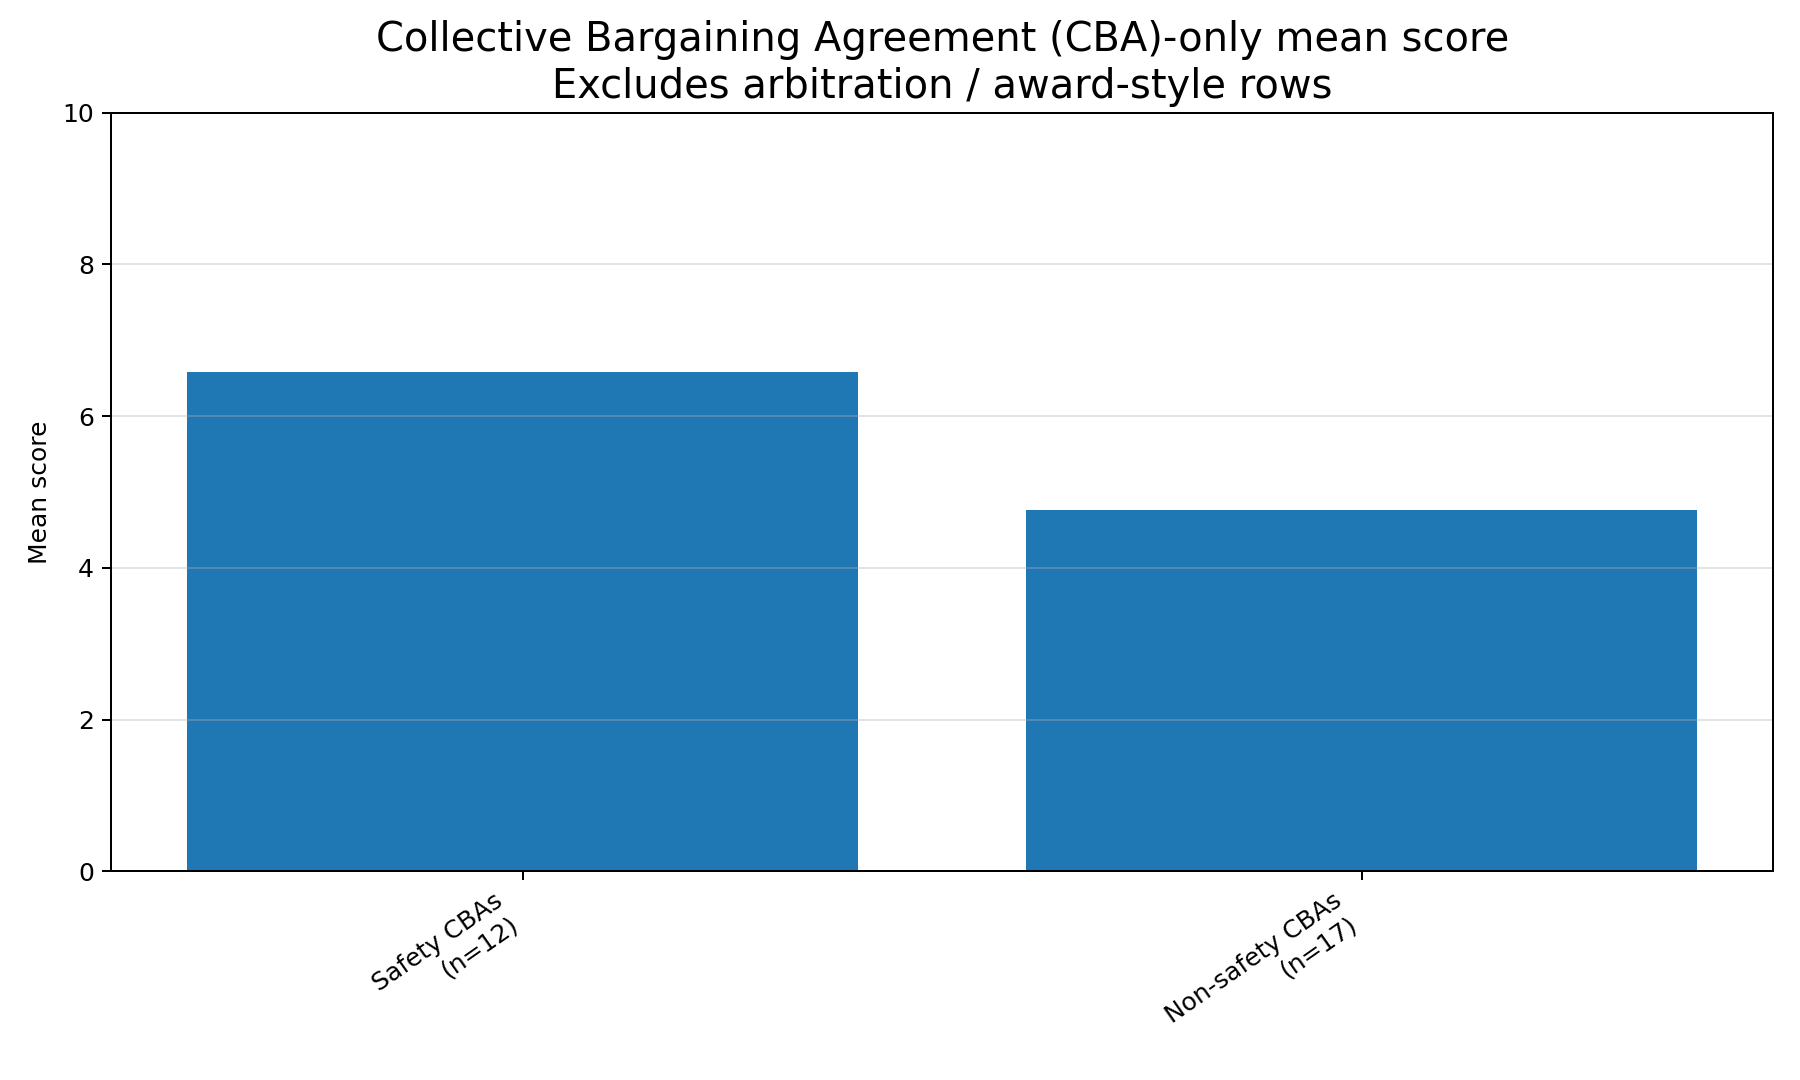 Collective Bargaining Agreement (CBA)-only mean score
Excludes arbitration / award-style rows
10
8
6
4
2
0
Mean score
Safety CBAs
(n=12)
Non-safety CBAs
(n=17)